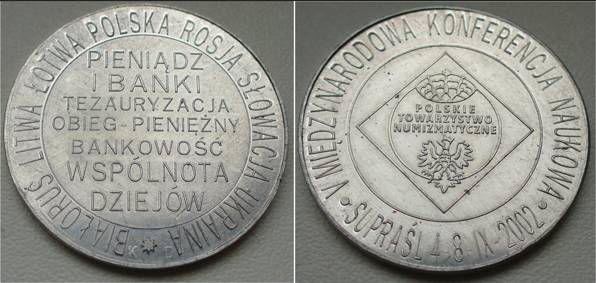 BIAŁORUŚ LITWA ŁOTWA POLSKA ROSJA SŁOWACJA UKRAINA
PIENIĄDZ
I BANKI
TEZAURYZACJA
OBIEG-PIENIĘŻNY
BANKOWOŚĆ
WSPÓLNOTA
DZIEJÓW
V MIĘDZYNARODOWA KONFERENCJA NAUKOWA
POLSKIE
TOWARZYSTWO
NUMIZMATYCZNE
SUPRAŚL 4-8-IX-2002